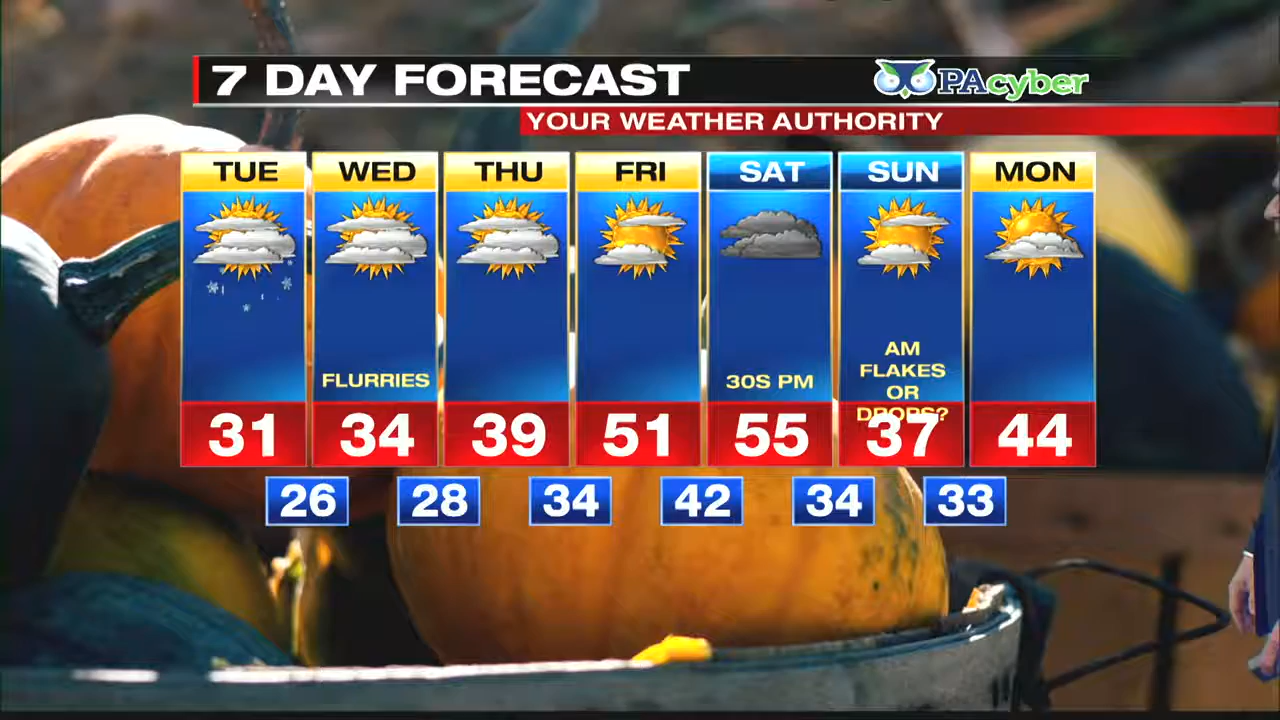 7 DAY FORECAST
PAcyber
YOUR WEATHER AUTHORITY
TUE WED THU FRI SAT SUN MON
FLURRIES
30S PM
AM
FLAKES
OR
DROPS?
31 34 39 51 55 37 44
26 28 34 42 34 33